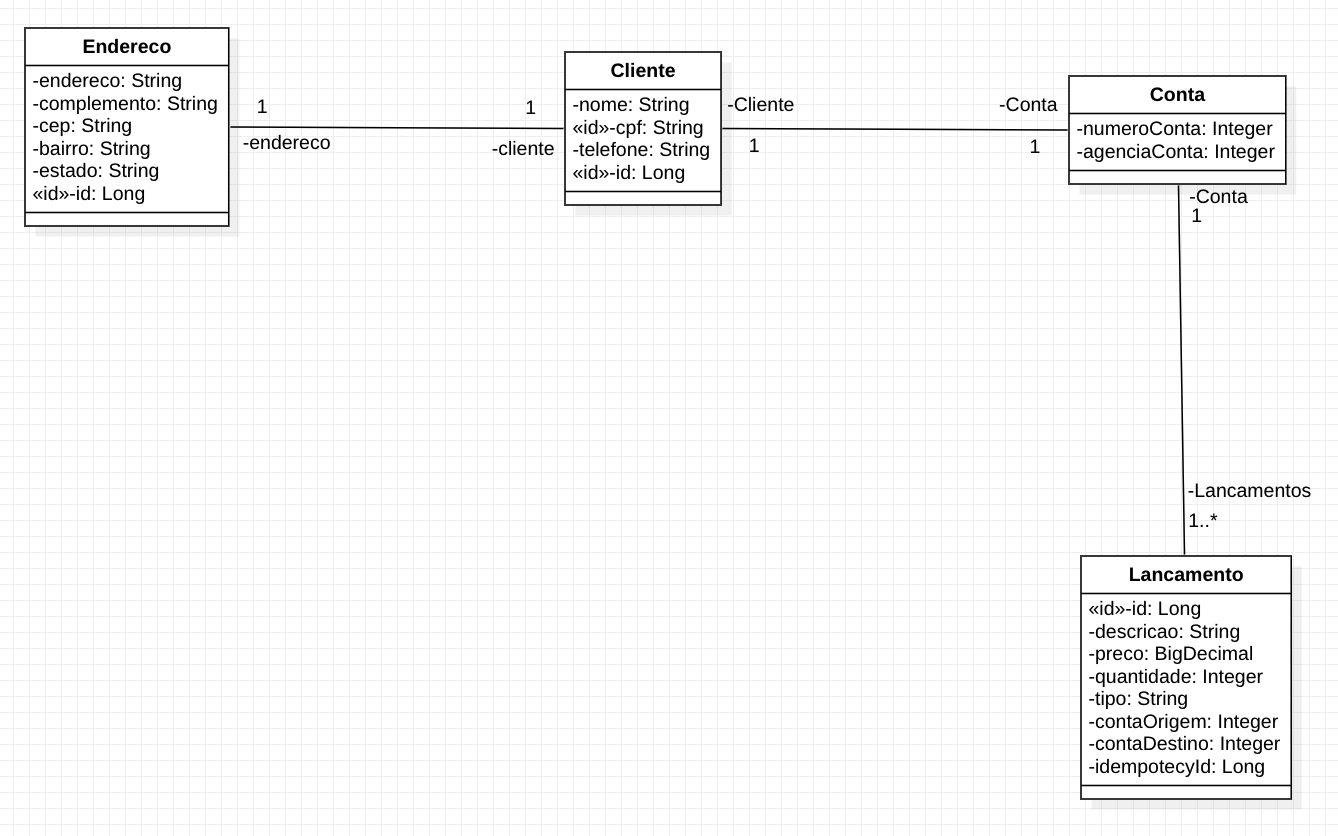 Endereco
-endereco: String
-complemento: String
-cep: String
-bairro: String
-estado: String
«id»-id: Long
1
-endereco
1
-cliente
Cliente
-nome: String
«id»-cpf: String
-telefone: String
«id»-id: Long
-Cliente
1
-Conta
1
Conta
-numeroConta: Integer
-agenciaConta: Integer
-Conta
1
-Lancamentos
1..*
Lancamento
«id»-id: Long
-descricao: String
-preco: BigDecimal
-quantidade: Integer
-tipo: String
-contaOrigem: Integer
-contaDestino: Integer
-idempotecyId: Long